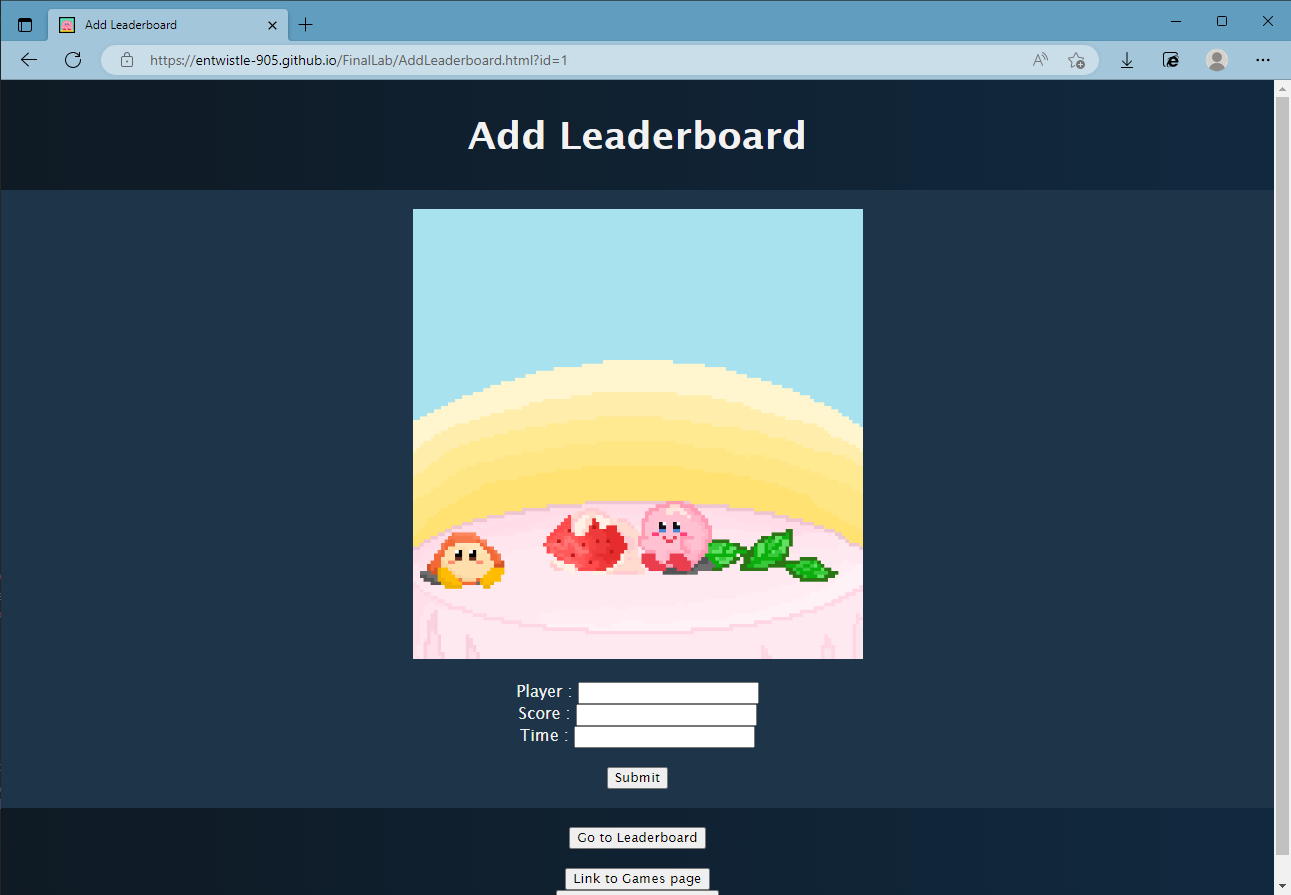 Add Leaderboard
https://entwistle-905.github.io/FinalLab/AddLeaderboard.html?id=1
Add Leaderboard
Player :
Score :
Time :
Submit
Go to Leaderboard
Link to Games page